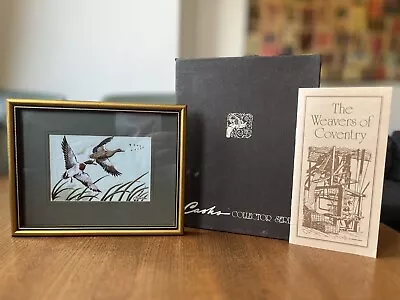 Cash's COLLECTOR SERIES
The
Weavers of
Coventry